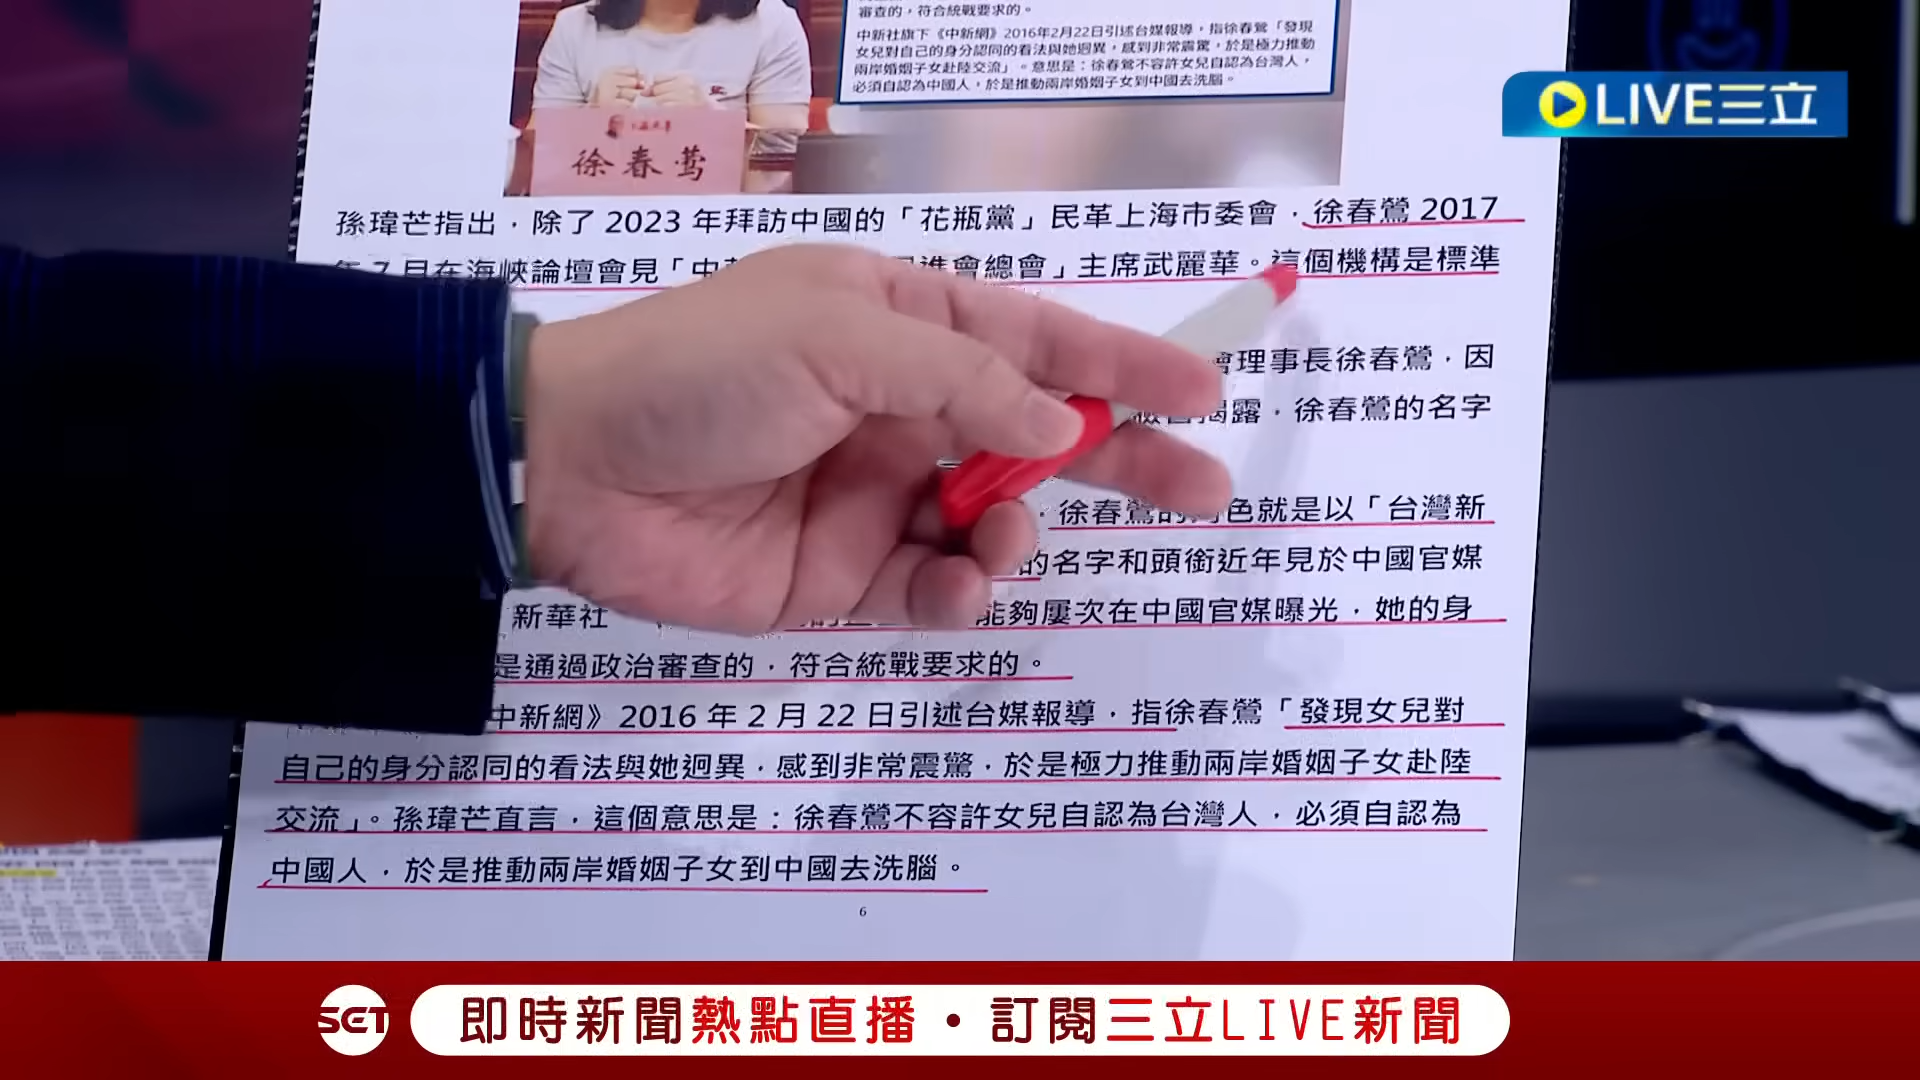 審查的，符合統戰要求的。
中新社旗下《中新網》2016年2月22日引述台媒報導，指徐春鶯「發現
女兒對自己的身分認同的看法與她迥異，感到非常震驚，於是極力推動
兩岸婚姻子女赴陸交流」。意思是：徐春鶯不容許女兒自認為台灣人，
必須自認為中國人，於是推動兩岸婚姻子女到中國去洗腦。
LIVE三立
徐春莺
孫瑋芒指出，除了 2023 年拜訪中國的「花瓶黨」民革上海市委會，徐春鶯 2017
年 7 月在海峽論壇會見「中 進會總會」主席武麗華。這個機構是標準
會理事長徐春鶯，因
揭露，徐春鶯的名字
，徐春鶯的角色就是以「台灣新
的名字和頭銜近年見於中國官媒
新華社 能夠屢次在中國官媒曝光，她的身
是通過政治審查的，符合統戰要求的。
中新網》2016 年 2 月 22 日引述台媒報導，指徐春鶯「發現女兒對
自己的身分認同的看法與她迥異，感到非常震驚，於是極力推動兩岸婚姻子女赴陸
交流」。孫瑋芒直言，這個意思是：徐春鶯不容許女兒自認為台灣人，必須自認為
中國人，於是推動兩岸婚姻子女到中國去洗腦。
6
SET 即時新聞熱點直播・訂閱三立LIVE新聞